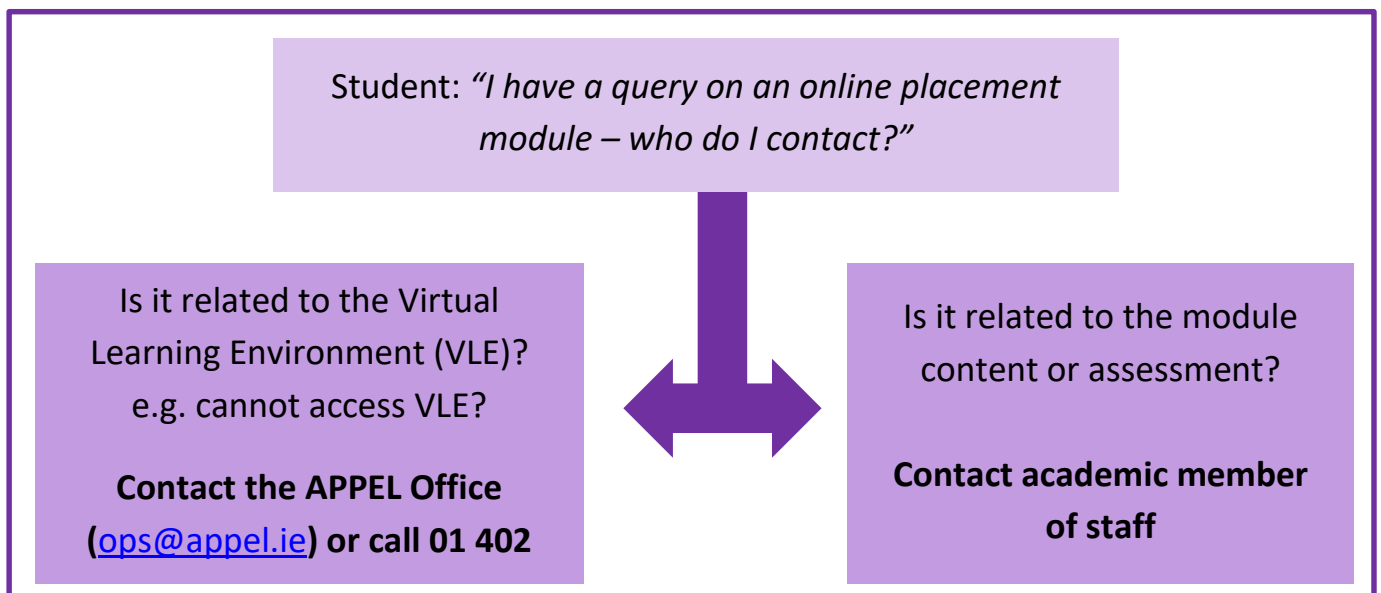 Student: “I have a query on an online placement
module – who do I contact?”
Is it related to the Virtual
Learning Environment (VLE)?
e.g. cannot access VLE?
Contact the APPEL Office
(ops@appel.ie) or call 01 402
Is it related to the module
content or assessment?
Contact academic member
of staff